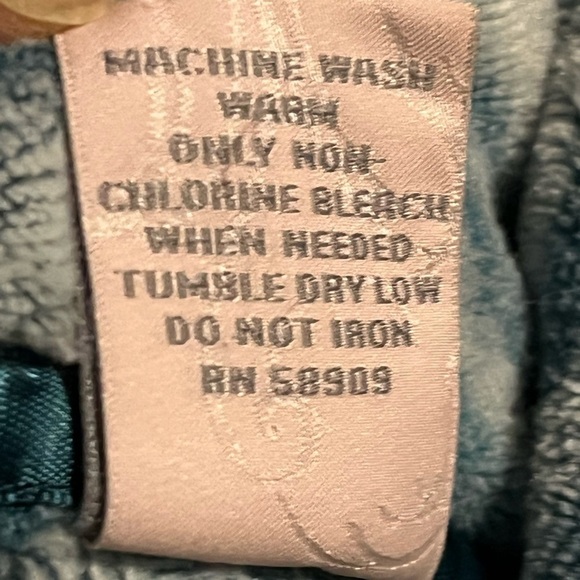 MACHINE WASH
WARM
ONLY NON-
CHLORINE BLEACH
WHEN NEEDED
TUMBLE DRY LOW
DO NOT IRON
RN 58909